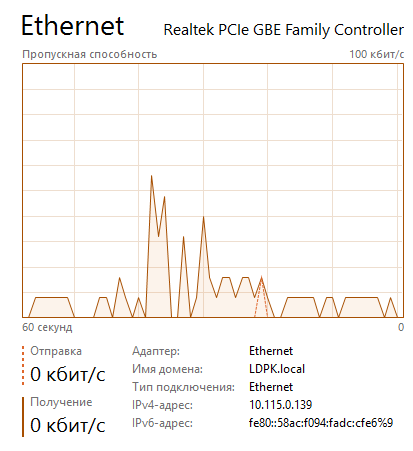 Ethernet
Realtek PCIe GBE Family Controller
Пропускная способность
100 кбит/с
60 секунд
0
Отправка
0 кбит/с
Получение
0 кбит/с
Адаптер: Ethernet
Имя домена: LDPK.local
Тип подключения: Ethernet
IPv4-адрес: 10.115.0.139
IPv6-адрес: fe80::58ac:f094:fadc:cfe6%9